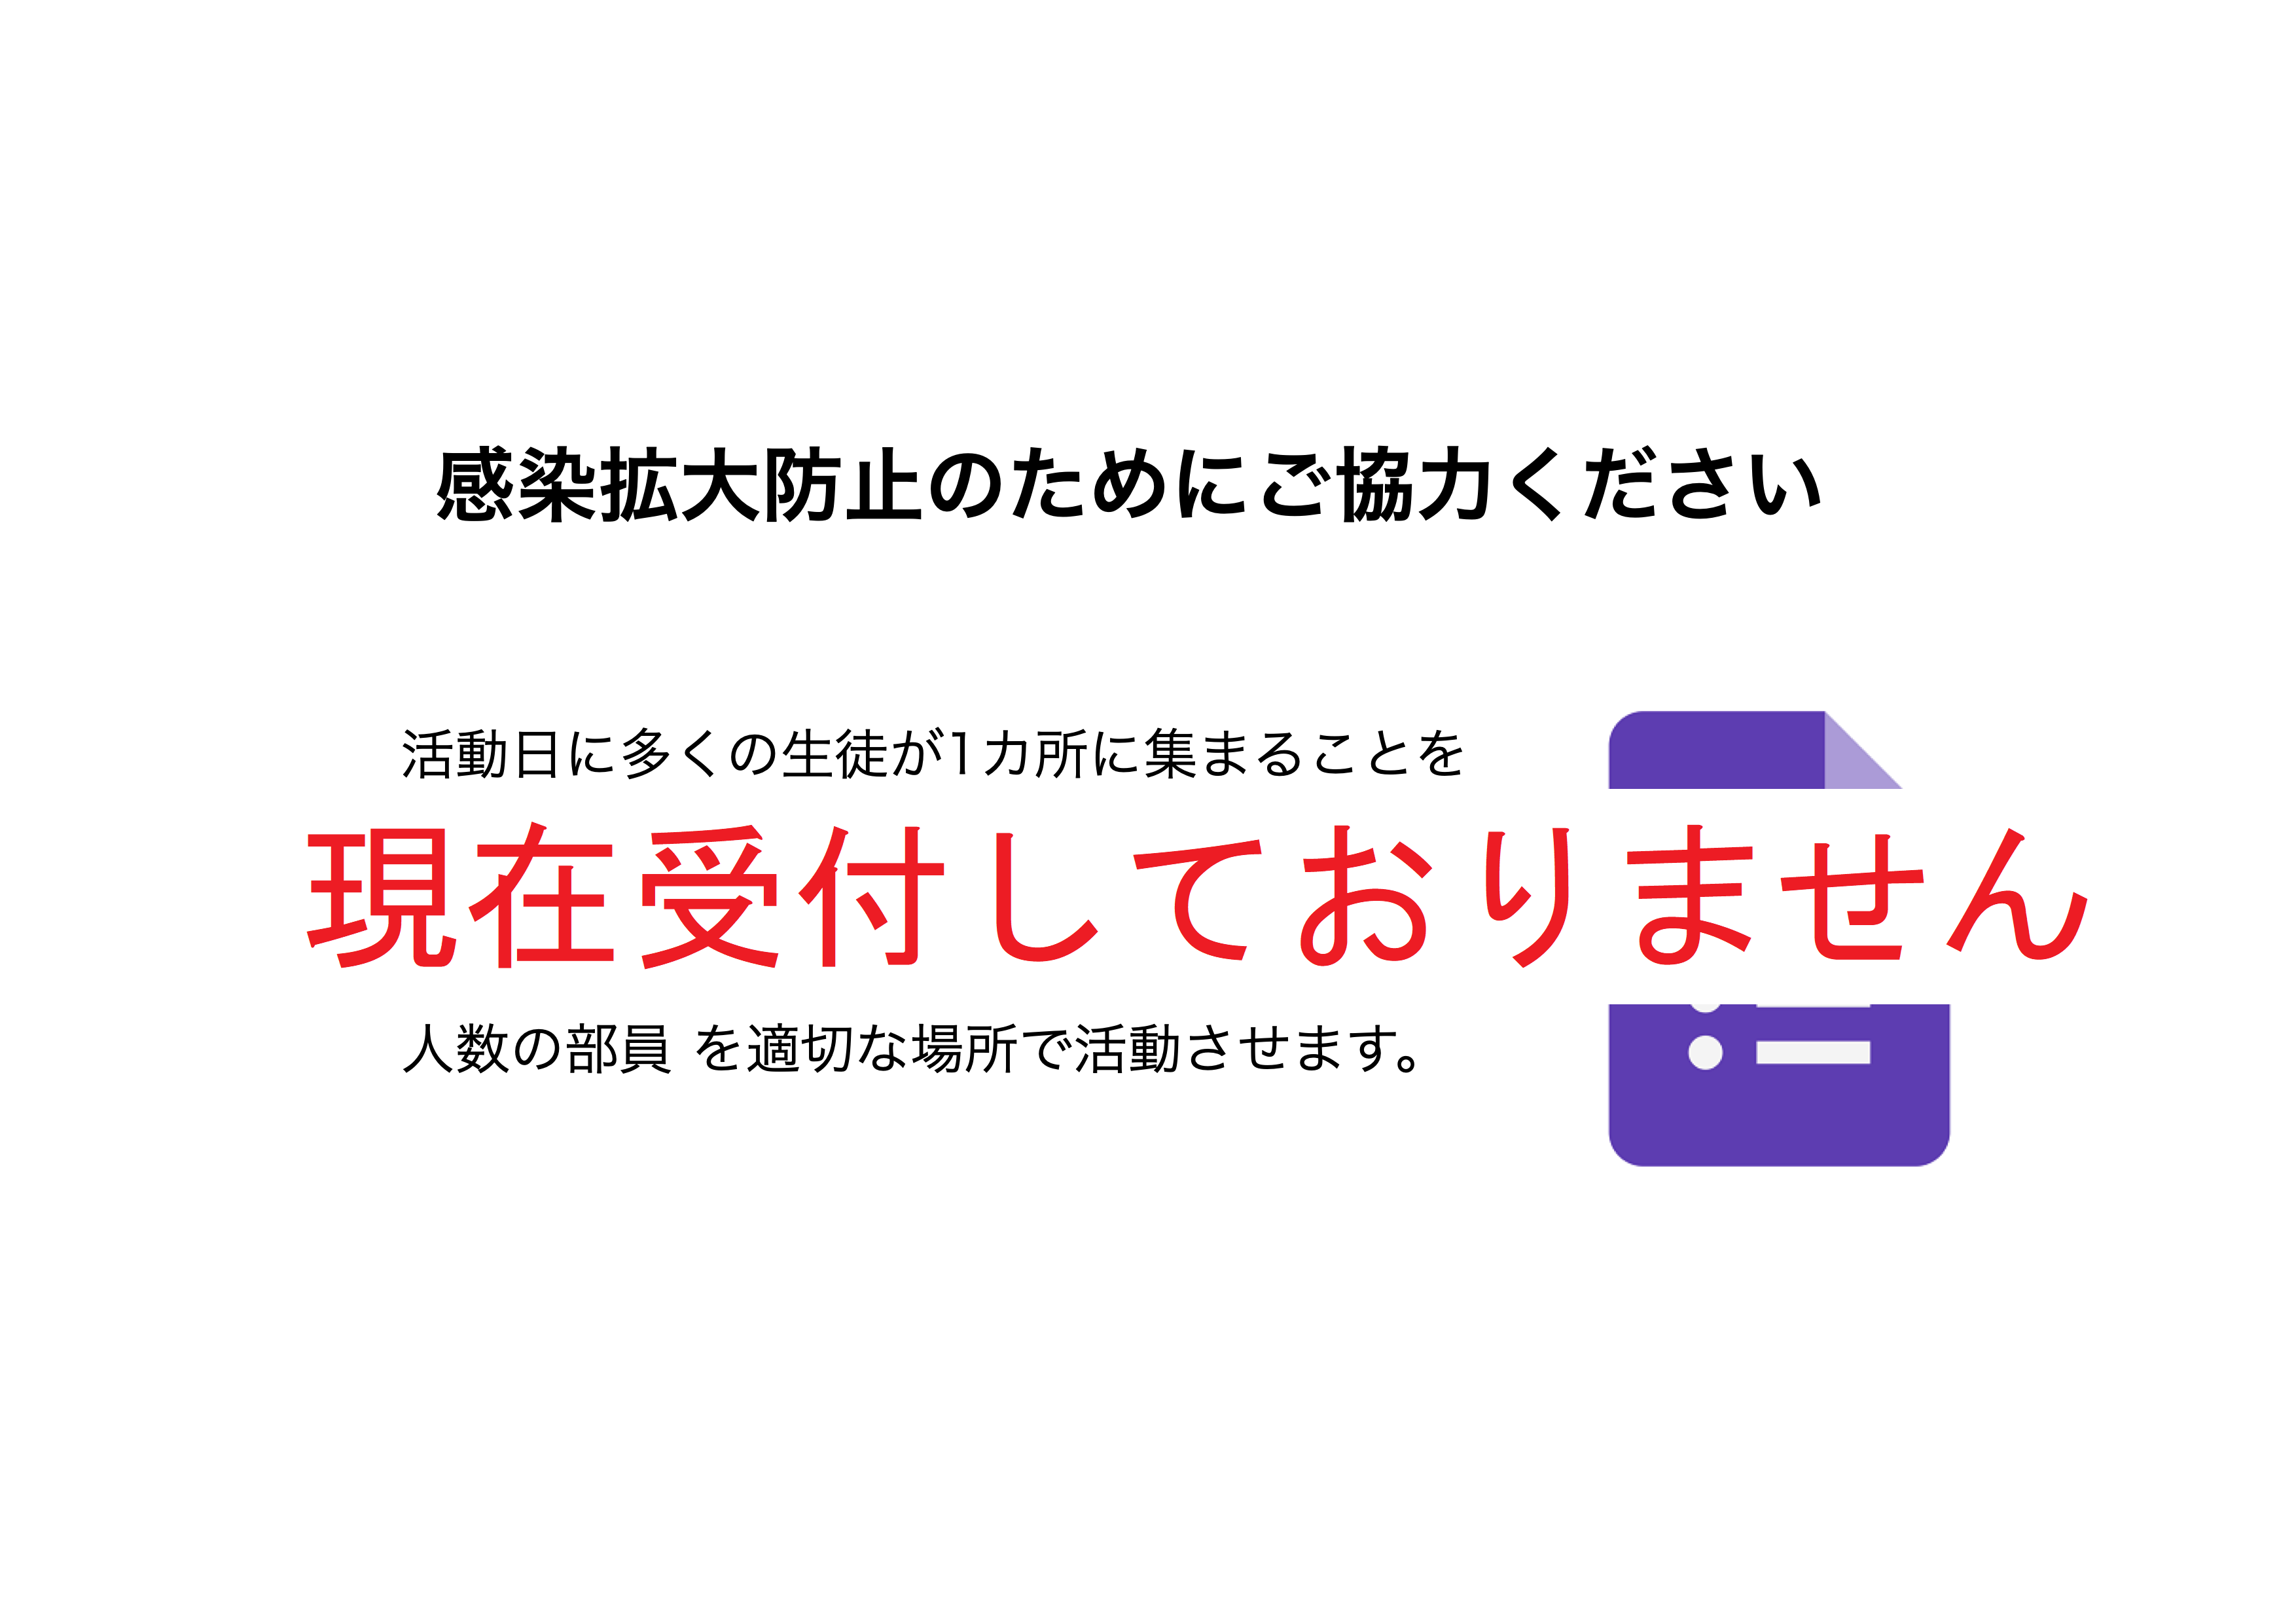 感染拡大防止のためにご協力ください
活動日に多くの生徒が1カ所に集まることを
現在受付しておりません
人数の部員 を適切な場所で活動させます。